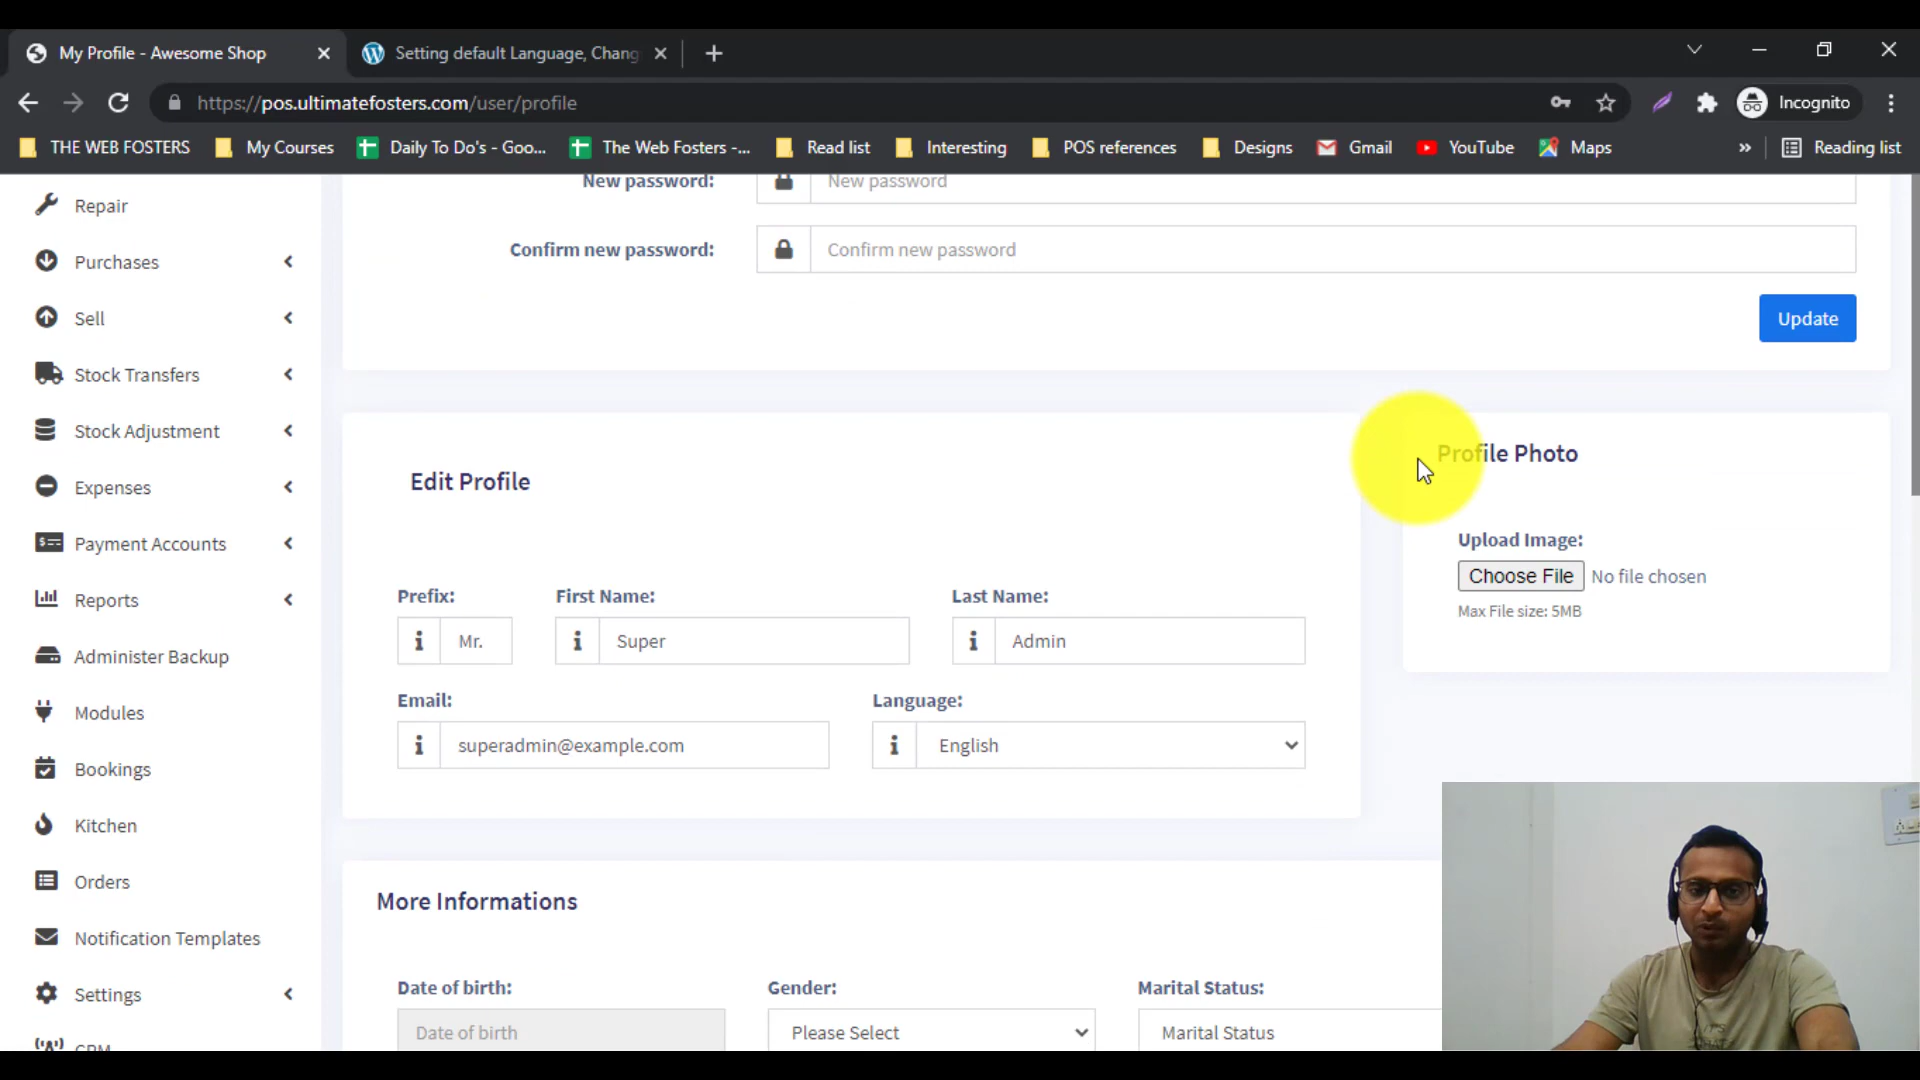 My Profile - Awesome Shop
Setting default Language, Chang
https://pos.ultimatefosters.com/user/profile
Incognito
THE WEB FOSTERS
My Courses
Daily To Do's - Goo...
The Web Fosters -...
Read list
Interesting
POS references
Designs
Gmail
YouTube
Maps
»
Reading list
Repair
Purchases
Sell
Stock Transfers
Stock Adjustment
Expenses
Payment Accounts
Reports
Administer Backup
Modules
Bookings
Kitchen
Orders
Notification Templates
Settings
CRM
New password:
New password
Confirm new password:
Confirm new password
Update
Edit Profile
Prefix:
First Name:
Last Name:
Mr.
Super
Admin
Email:
Language:
superadmin@example.com
English
Profile Photo
Upload Image:
Choose File No file chosen
Max File size: 5MB
More Informations
Date of birth:
Gender:
Marital Status:
Date of birth
Please Select
Marital Status